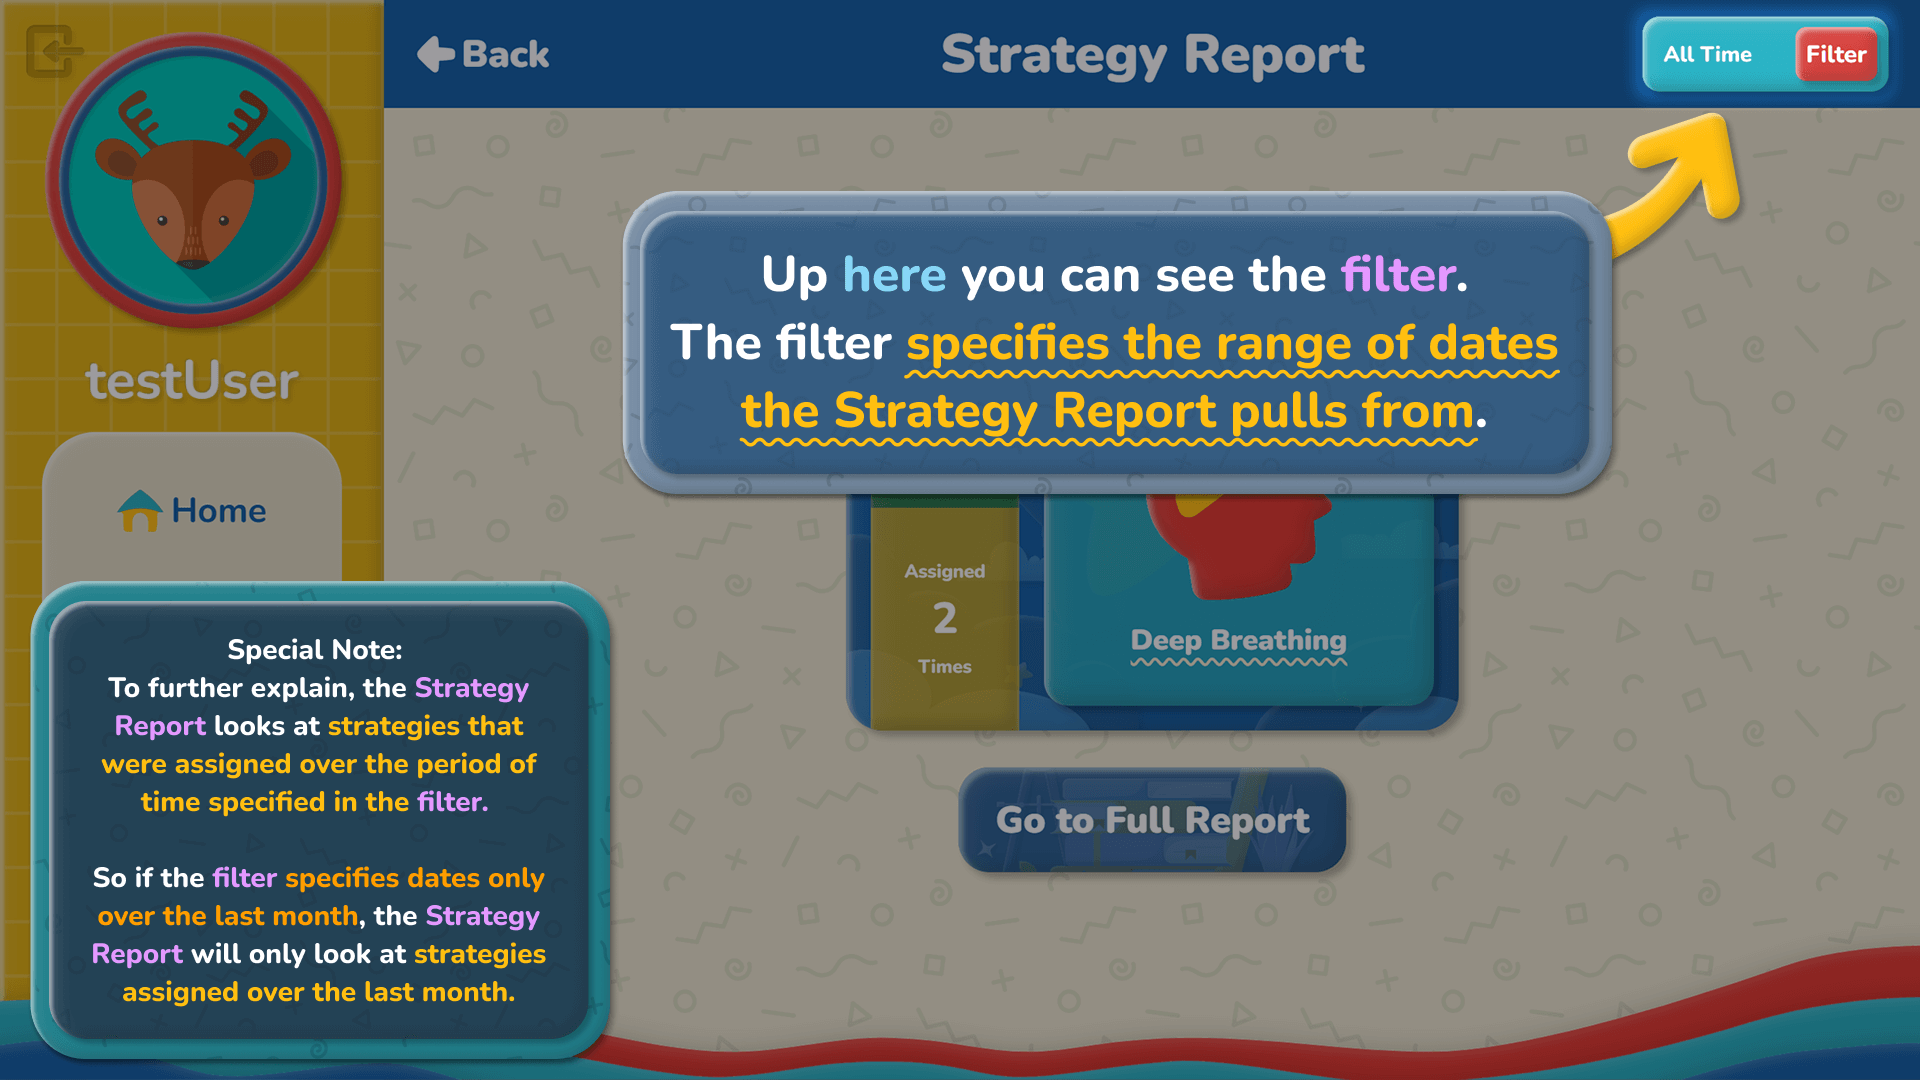 Back
Strategy Report
All Time
Filter
testUser
Home
Up here you can see the filter.
The filter specifies the range of dates
the Strategy Report pulls from.
Assigned
2
Times
Deep Breathing
Go to Full Report
Special Note:
To further explain, the Strategy
Report looks at strategies that
were assigned over the period of
time specified in the filter.
So if the filter specifies dates only
over the last month, the Strategy
Report will only look at strategies
assigned over the last month.